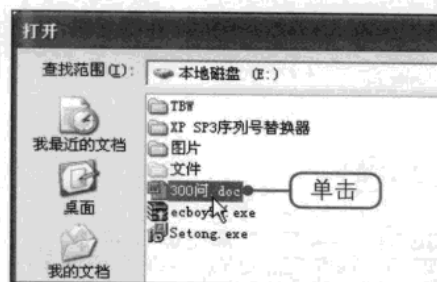 打开
查找范围(I): 本地磁盘 (E:)
TBW
XP SP3序列号替换器
图片
文件
300问.doc 单击
exe
Setong.exe
我最近的文档
桌面
我的文档